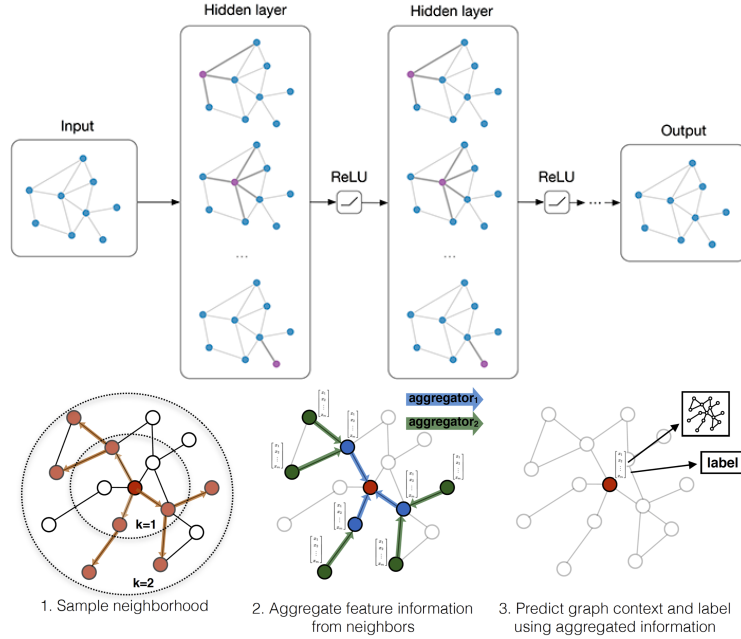 Hidden layer
Hidden layer
Input
Output
ReLU
ReLU
...
...
...
aggregator₁
aggregator₂
label
k=1
k=2
1. Sample neighborhood
2. Aggregate feature information
from neighbors
3. Predict graph context and label
using aggregated information